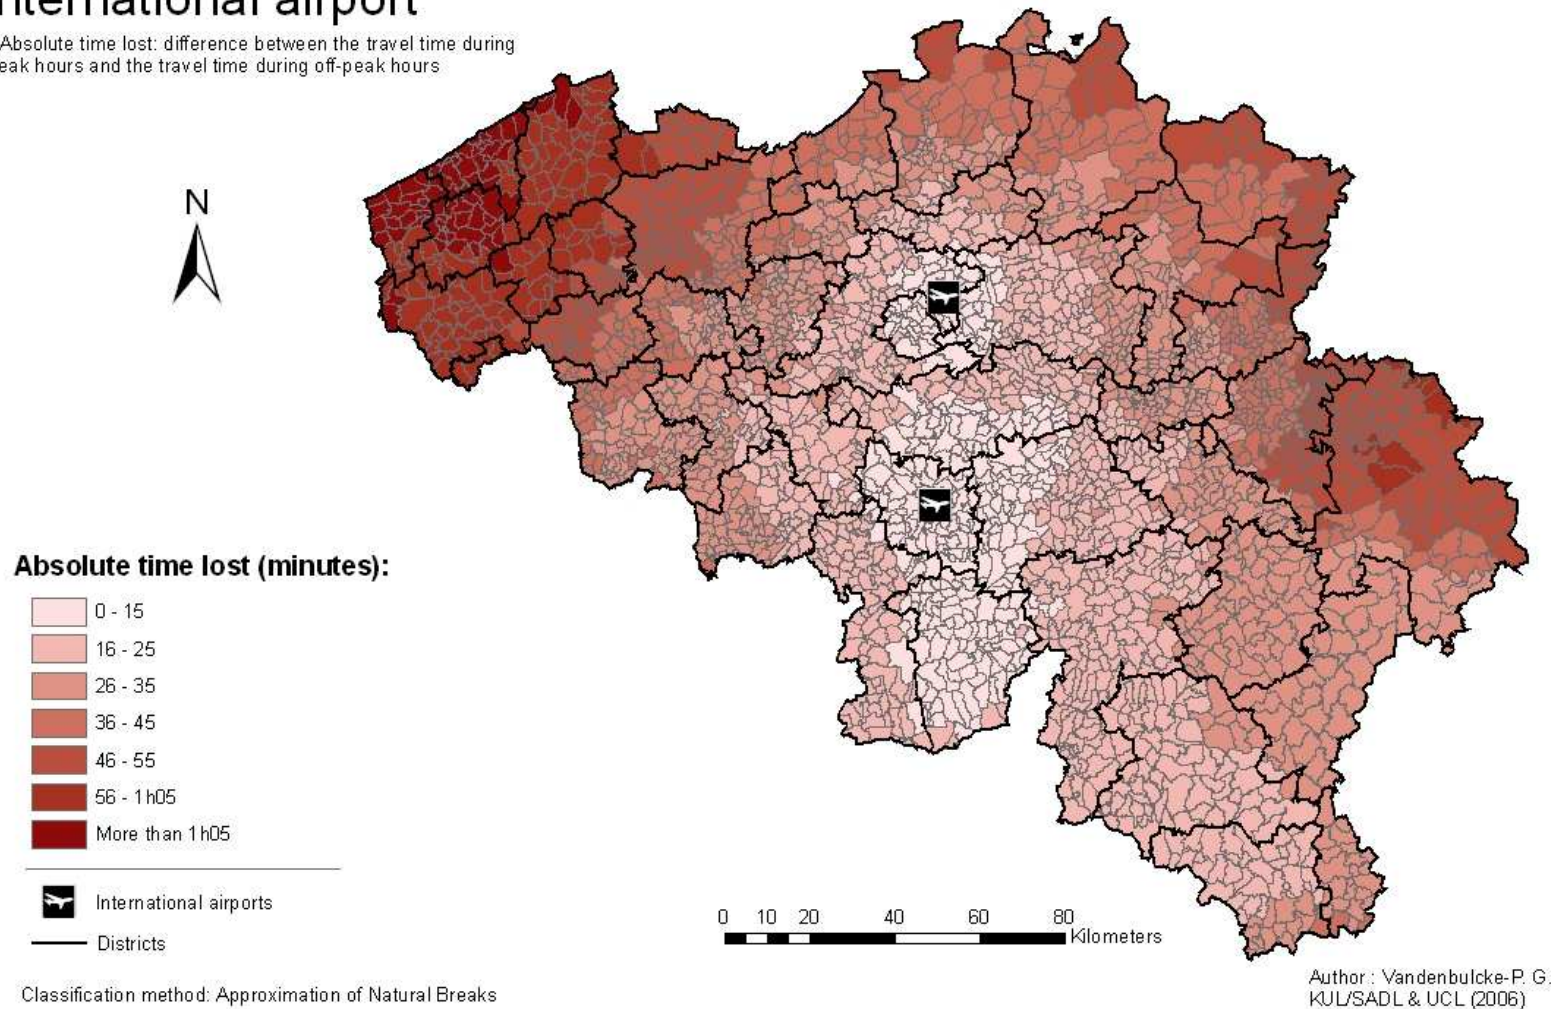 nternational airport
Absolute time lost: difference between the travel time during
eak hours and the travel time during off-peak hours
N
Absolute time lost (minutes):
0 - 15
16 - 25
26 - 35
36 - 45
46 - 55
56 - 1h05
More than 1h05
International airports
Districts
0 10 20 40 60 80
Kilometers
Classification method: Approximation of Natural Breaks
Author : Vandenbulcke-P. G.
KUL/SADL & UCL (2006)